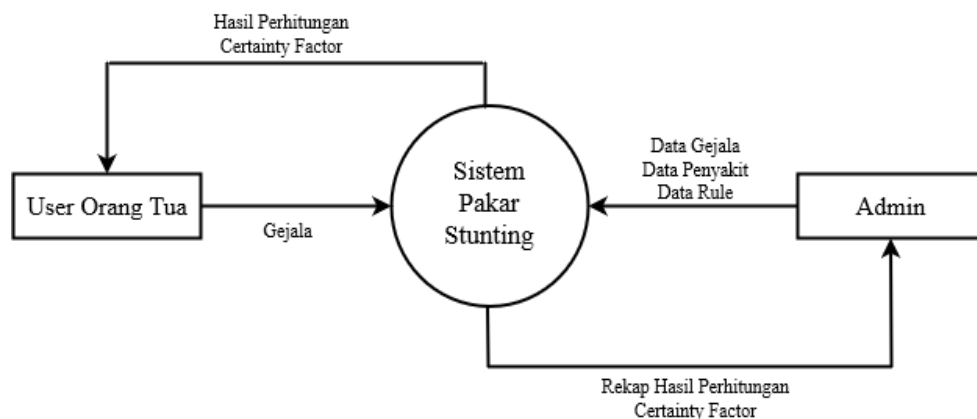 Hasil Perhitungan
Certainty Factor
User Orang Tua
Gejala
Sistem
Pakar
Stunting
Data Gejala
Data Penyakit
Data Rule
Admin
Rekap Hasil Perhitungan
Certainty Factor